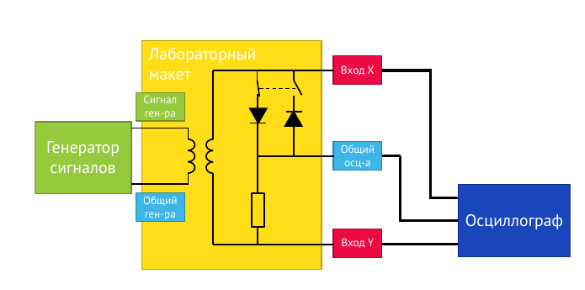 Лабораторный
макет
Сигнал
ген-ра
Генератор
сигналов
Общий
ген-ра
Вход X
Общий
осц-а
Вход Y
Осциллограф